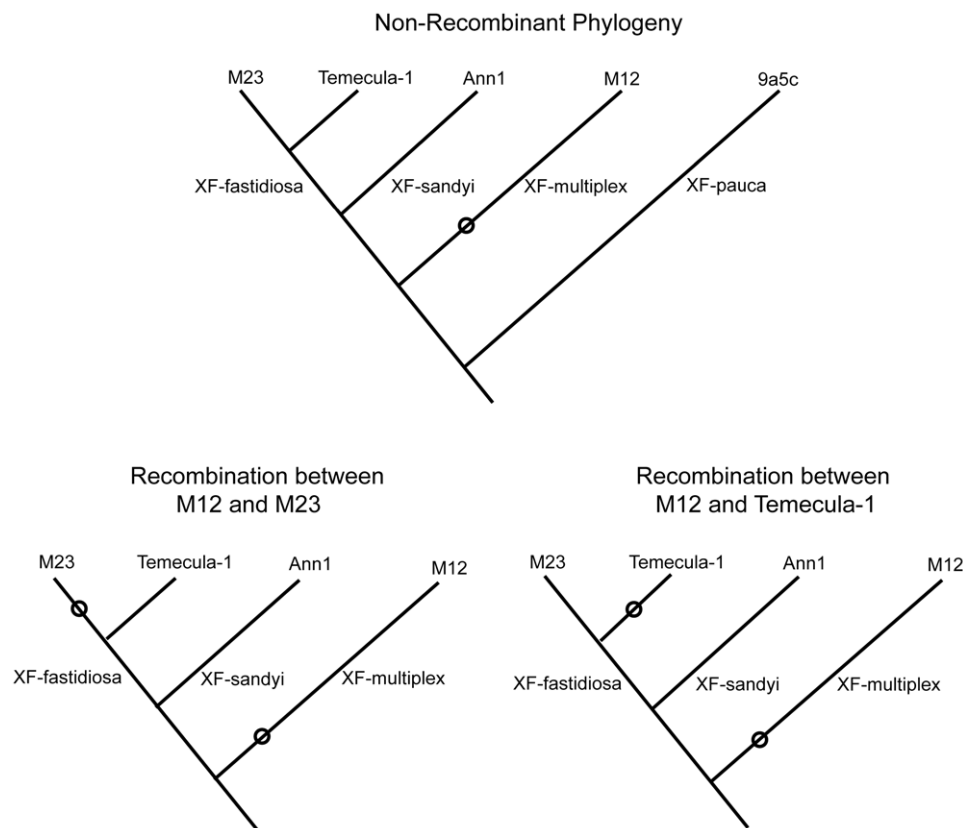 Non-Recombinant Phylogeny
M23 Temecula-1 Ann1 M12 9a5c
XF-fastidiosa XF-sandyi XF-multiplex XF-pauca
Recombination between
M12 and M23
M23 Temecula-1 Ann1 M12
XF-fastidiosa XF-sandyi XF-multiplex
Recombination between
M12 and Temecula-1
M23 Temecula-1 Ann1 M12
XF-fastidiosa XF-sandyi XF-multiplex